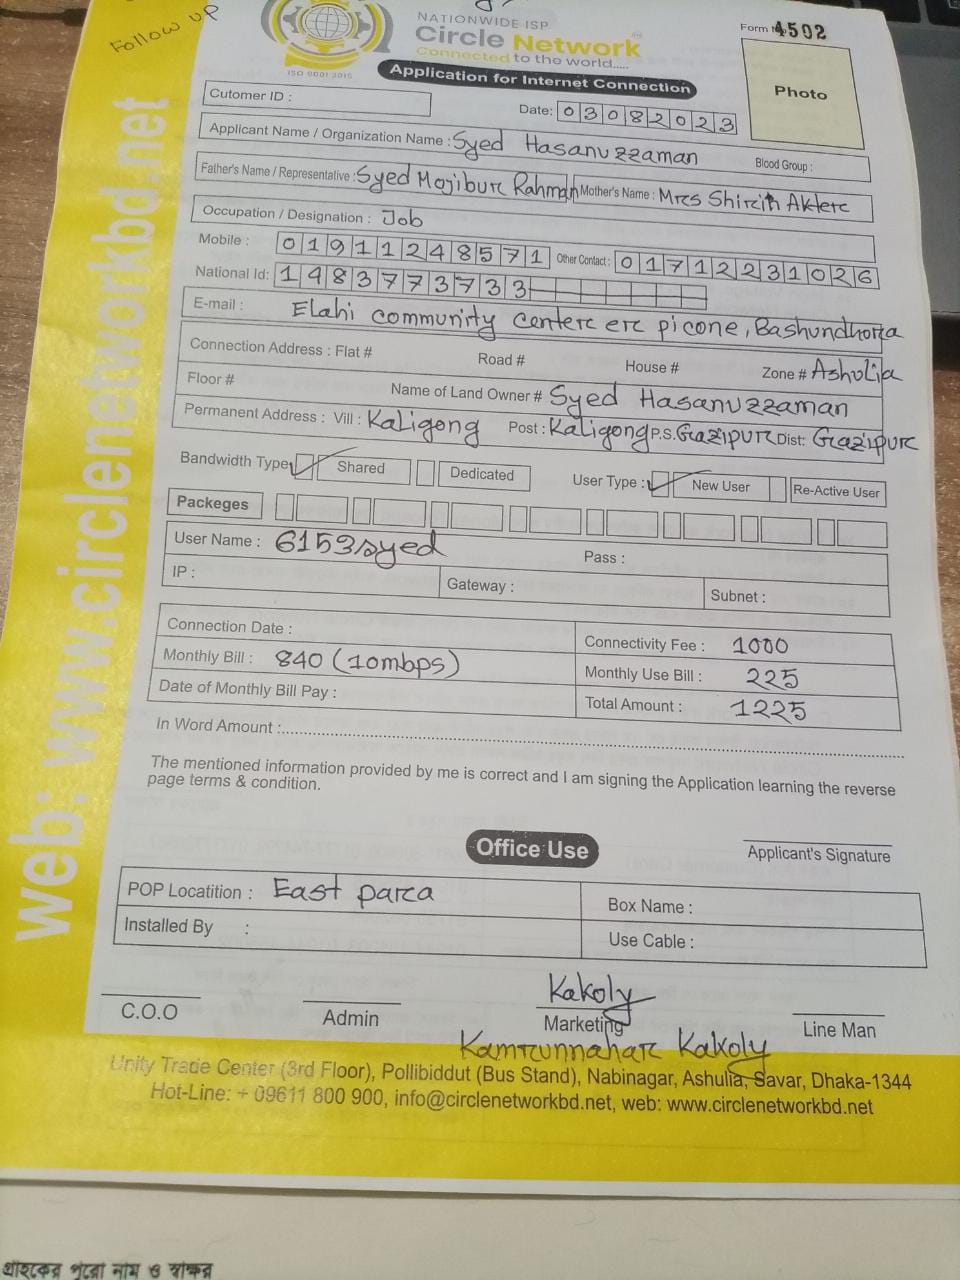 Follow up
NATIONWIDE ISP
Circle Network
Connected to the world.....
ISO 9001:2015
Application for Internet Connection
Form 4502
Photo
Cutomer ID :
Date: 03082023
Applicant Name / Organization Name : Syed Hasanuzzaman Blood Group :
Father's Name / Representative : Syed Mojibur Rahman Mother's Name : Mrs Shirin Akter
Occupation / Designation : Job
Mobile : 01911248571 Other Contact : 01712231026
National Id: 1483773733
E-mail : Elahi community Center er picone, Bashundhora
Connection Address : Flat # Road # House # Zone # Ashulia
Floor # Name of Land Owner # Syed Hasanuzzaman
Permanent Address : Vill : Kaligong Post : Kaligong P.S. Gazipur Dist: Gazipur
Bandwidth Type Shared Dedicated User Type : New User Re-Active User
Packeges
User Name : 6153syed Pass :
IP : Gateway : Subnet :
Connection Date : Connectivity Fee : 1000
Monthly Bill : 840 (10mbps) Monthly Use Bill : 225
Date of Monthly Bill Pay : Total Amount : 1225
In Word Amount :
The mentioned information provided by me is correct and I am signing the Application learning the reverse
page terms & condition.
Applicant's Signature
Office Use
POP Locatition : East para Box Name :
Installed By : Use Cable :
Kakoly
C.O.O Admin Marketing Line Man
Kamrunnahar Kakoly
Unity Trade Center (3rd Floor), Pollibiddut (Bus Stand), Nabinagar, Ashulia, Savar, Dhaka-1344
Hot-Line: + 09611 800 900, info@circlenetworkbd.net, web: www.circlenetworkbd.net
web: www.circlenetworkbd.net
গ্রাহকের পুরো নাম ও স্বাক্ষর